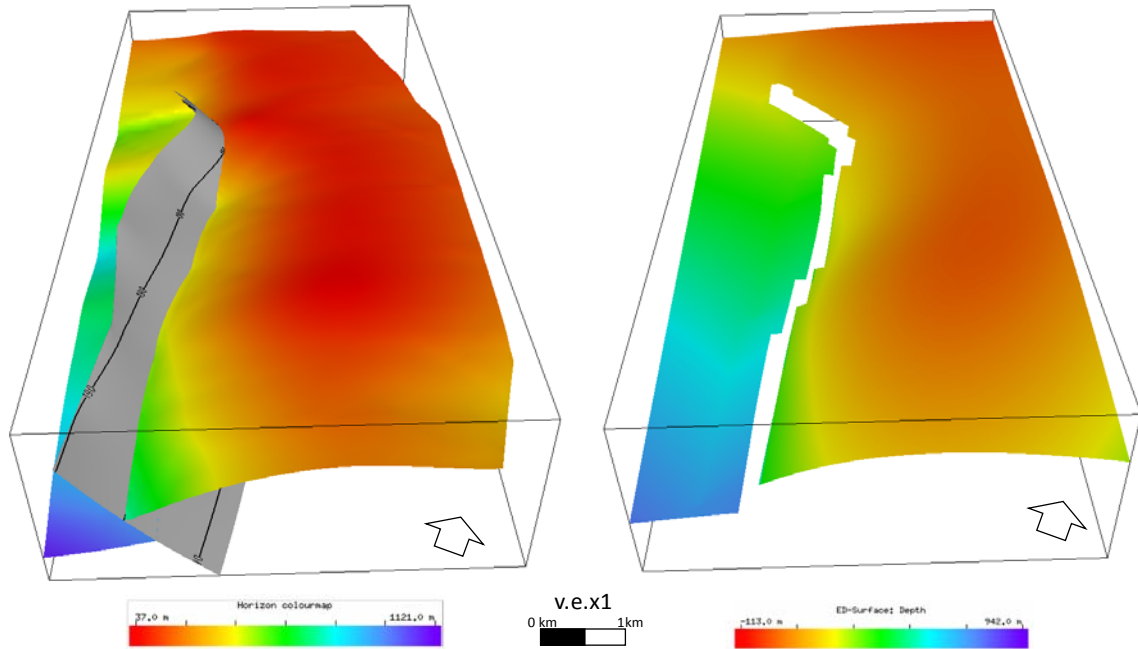 Horizon colourmap
37.0 m
1121.0 m
v.e.x1
0 km
1km
ED-Surface: Depth
-113.0 m
942.0 m